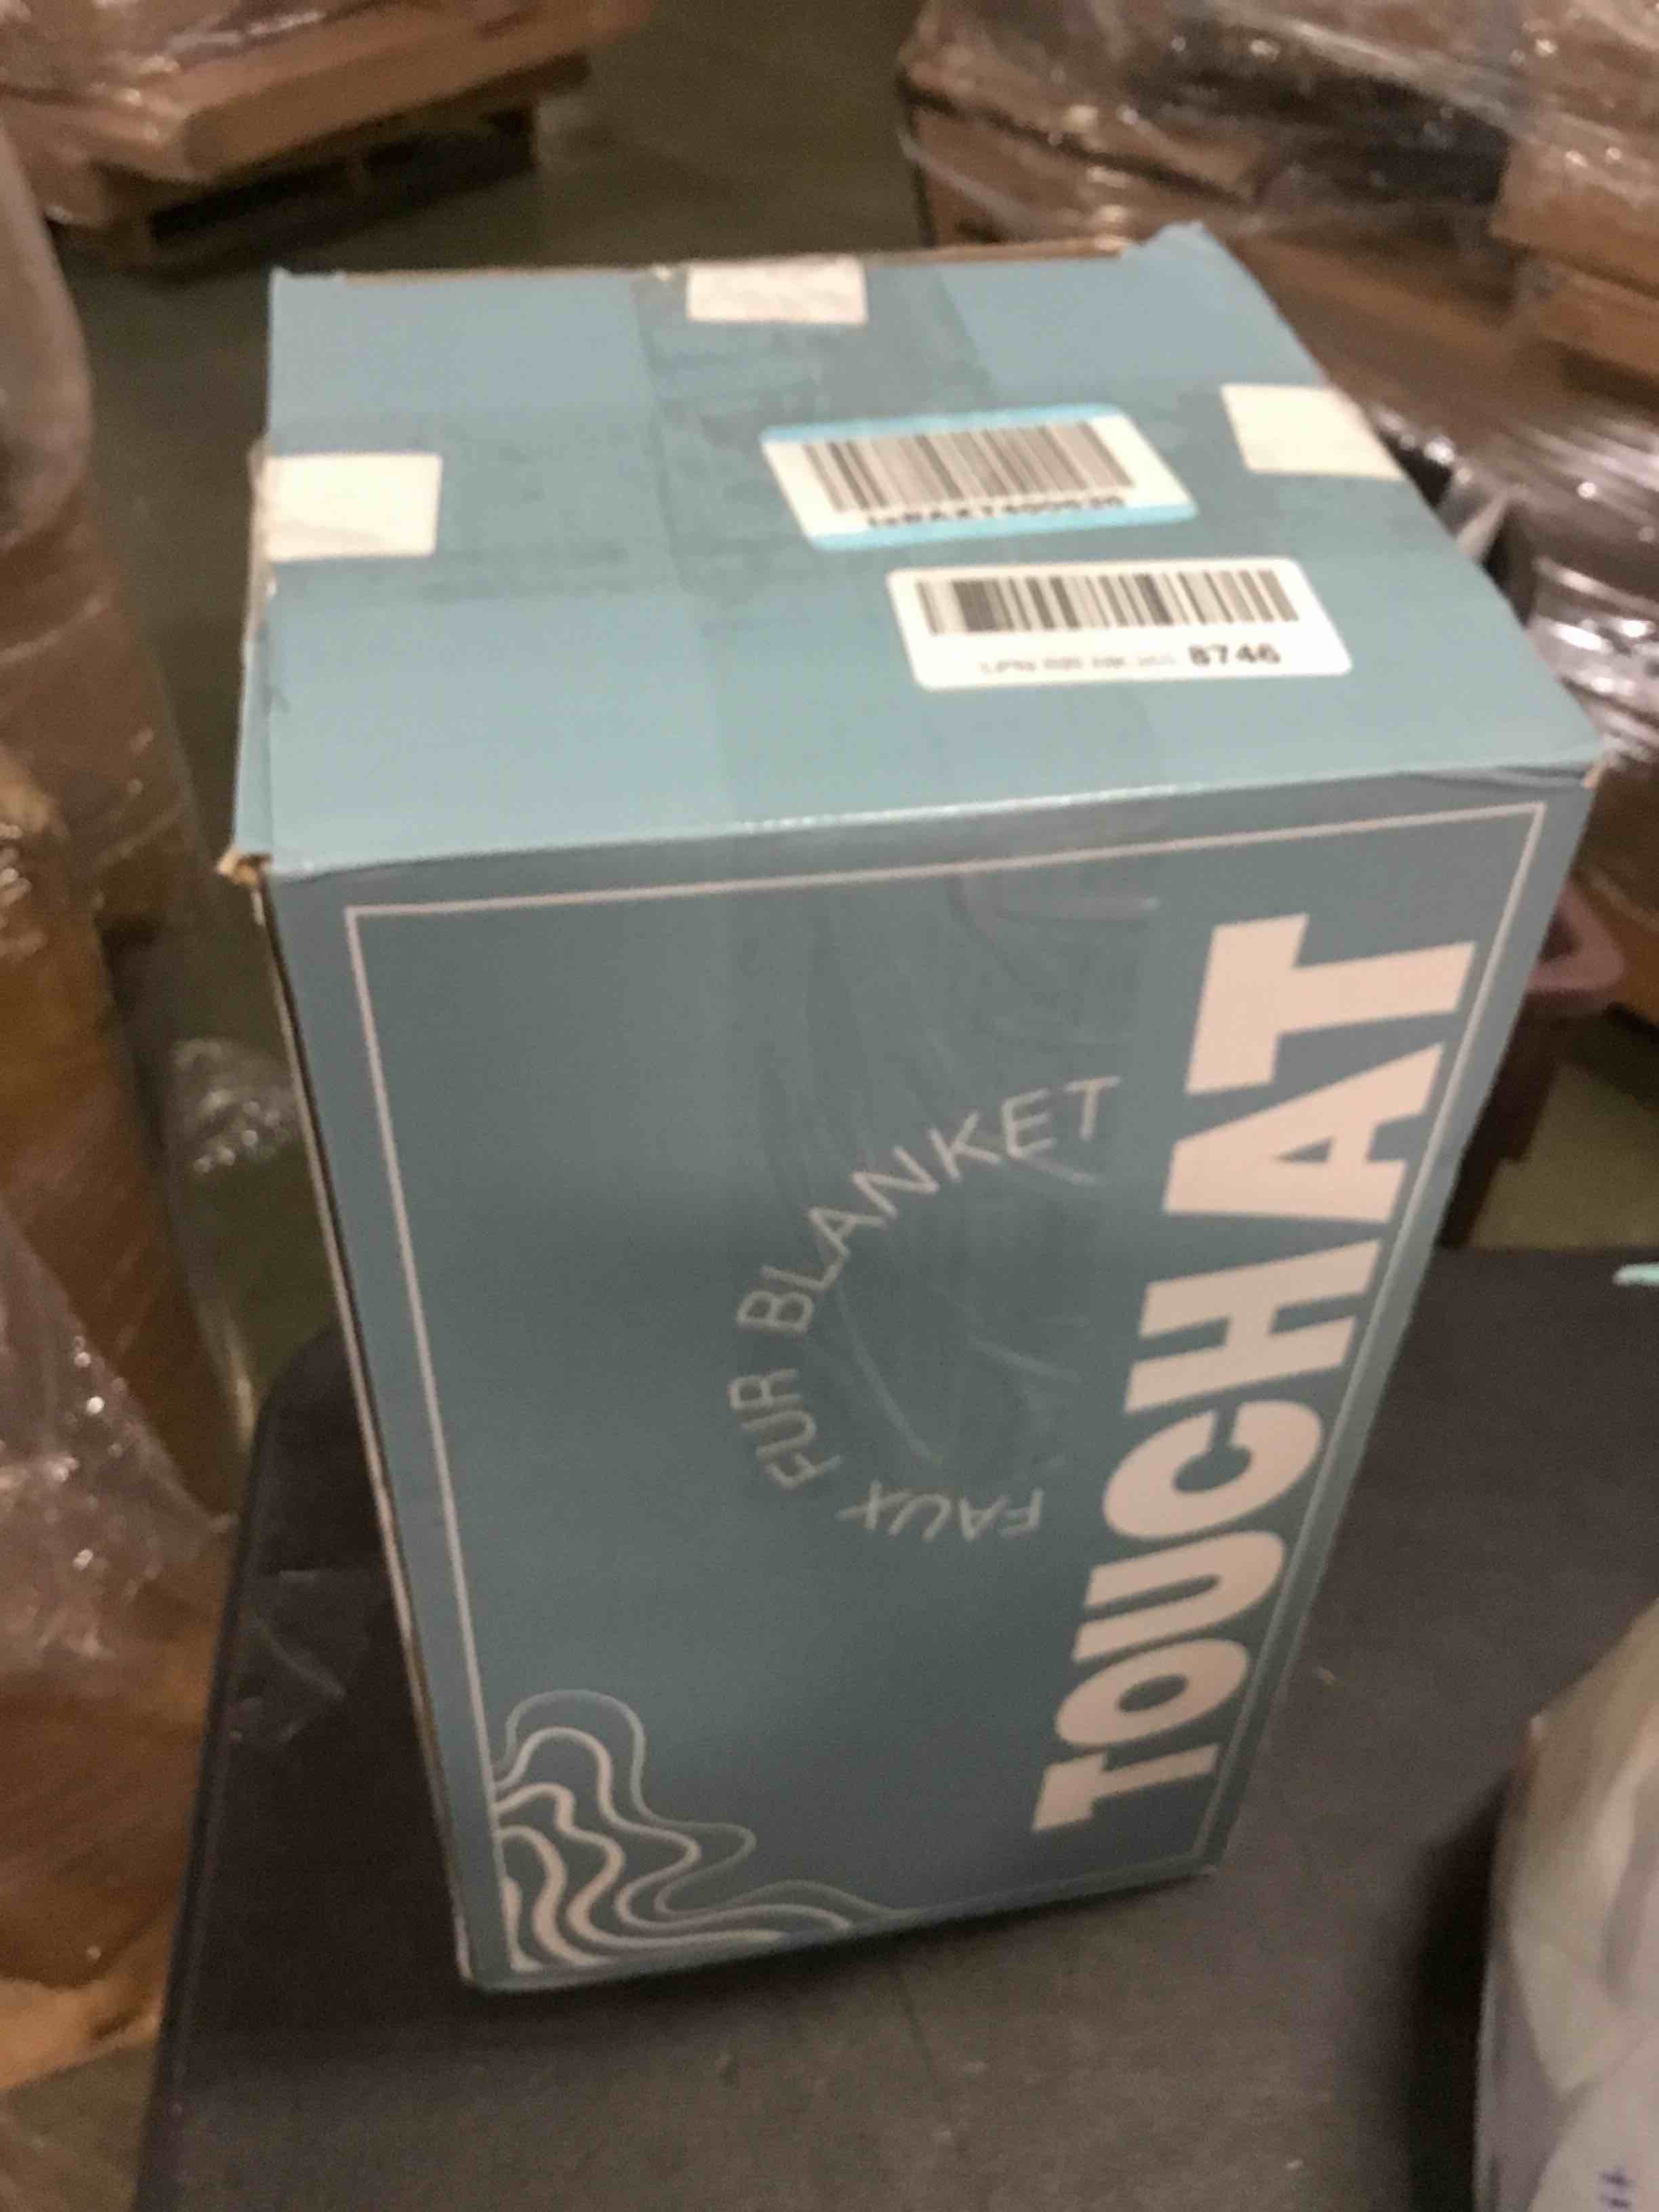 8746
FAUX FUR BLANKET
TOUCHAT